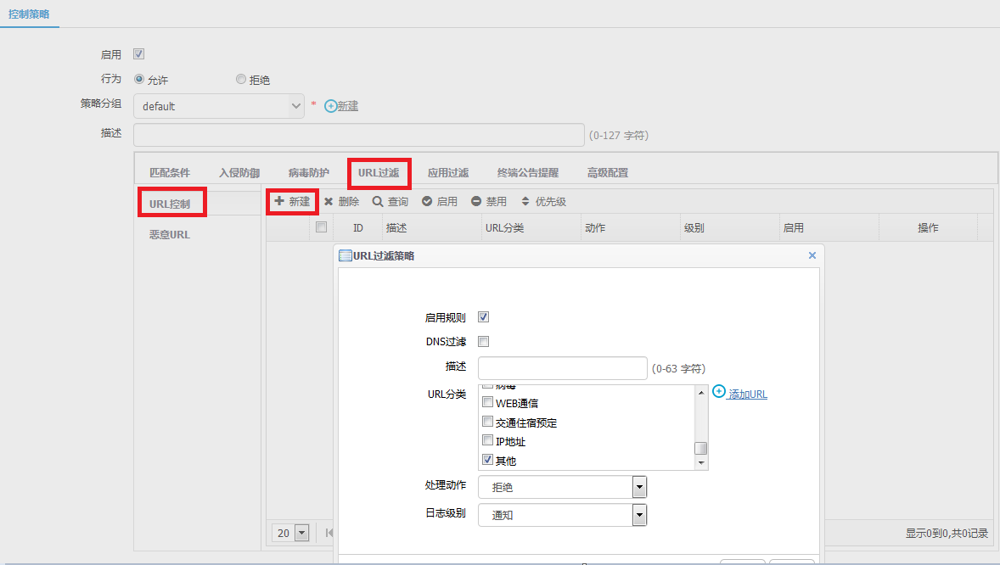 控制策略
启用
行为 允许 拒绝
策略分组 default * 新建
描述 (0-127 字符)
匹配条件 入侵防御 病毒防护 URL过滤 应用过滤 终端公告提醒 高级配置
URL控制 新建 删除 查询 启用 禁用 优先级
ID 描述 URL分类 动作 级别 启用 操作
恶意URL
URL过滤策略
启用规则
DNS过滤
描述 (0-63 字符)
病毒
URL分类 添加URL
WEB通信
交通住宿预定
IP地址
其他
处理动作 拒绝
日志级别 通知
20 显示0到0,共0记录